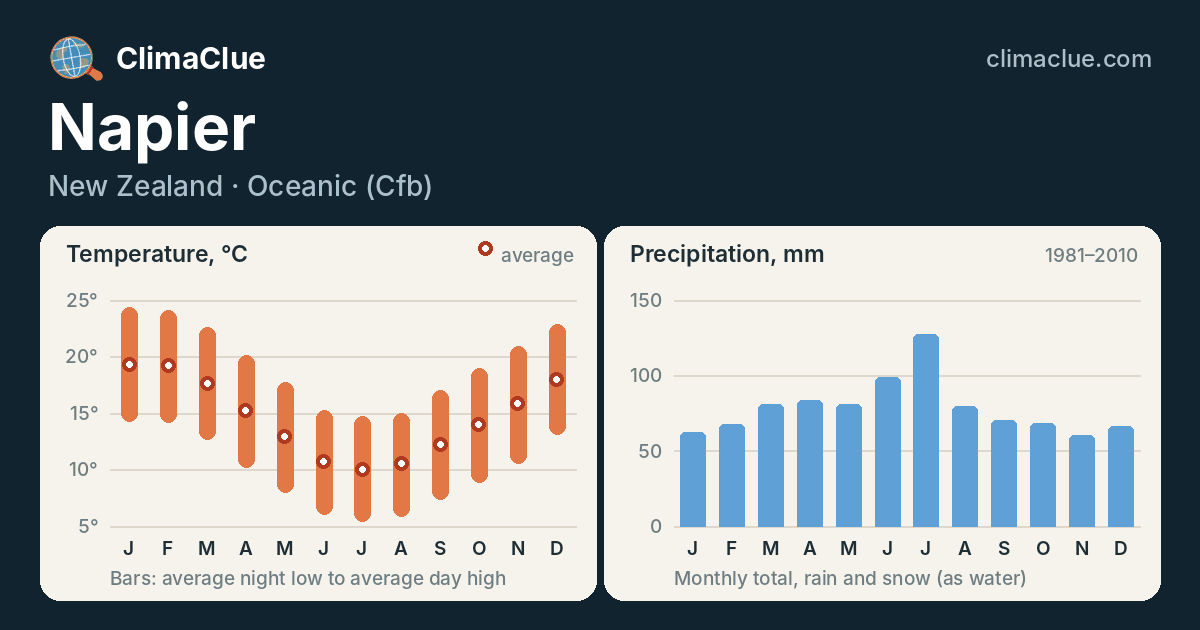 ClimaClue
climaclue.com
Napier
New Zealand · Oceanic (Cfb)
Temperature, °C
average
25°
20°
15°
10°
5°
J F M A M J J A S O N D
Bars: average night low to average day high
Precipitation, mm
1981–2010
150
100
50
0
J F M A M J J A S O N D
Monthly total, rain and snow (as water)